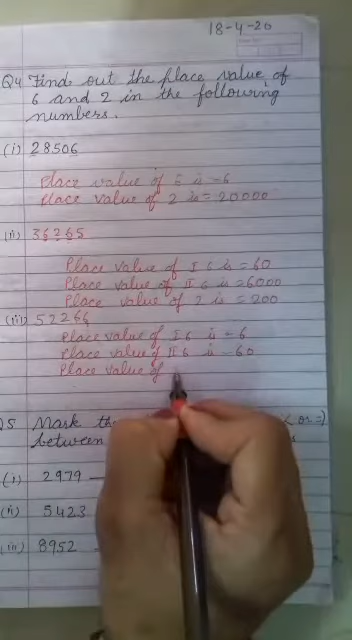 18-4-20
Q4 Find out the place value of
6 and 2 in the following
numbers.
(i) 28506
Place value of 6 is = 6
Place value of 2 is = 20000
(ii) 36265
Place value of I 6 is = 60
Place value of II 6 is = 6000
Place value of 2 is = 200
(iii) 52266
Place value of I 6 is = 6
Place value of II 6 is = 60
Place value of
5 Mark the < or =)
between
(i) 2979
(ii) 5423
(iii) 8952